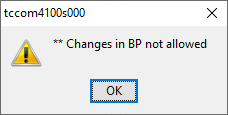 tccom4100s000
** Changes in BP not allowed
OK